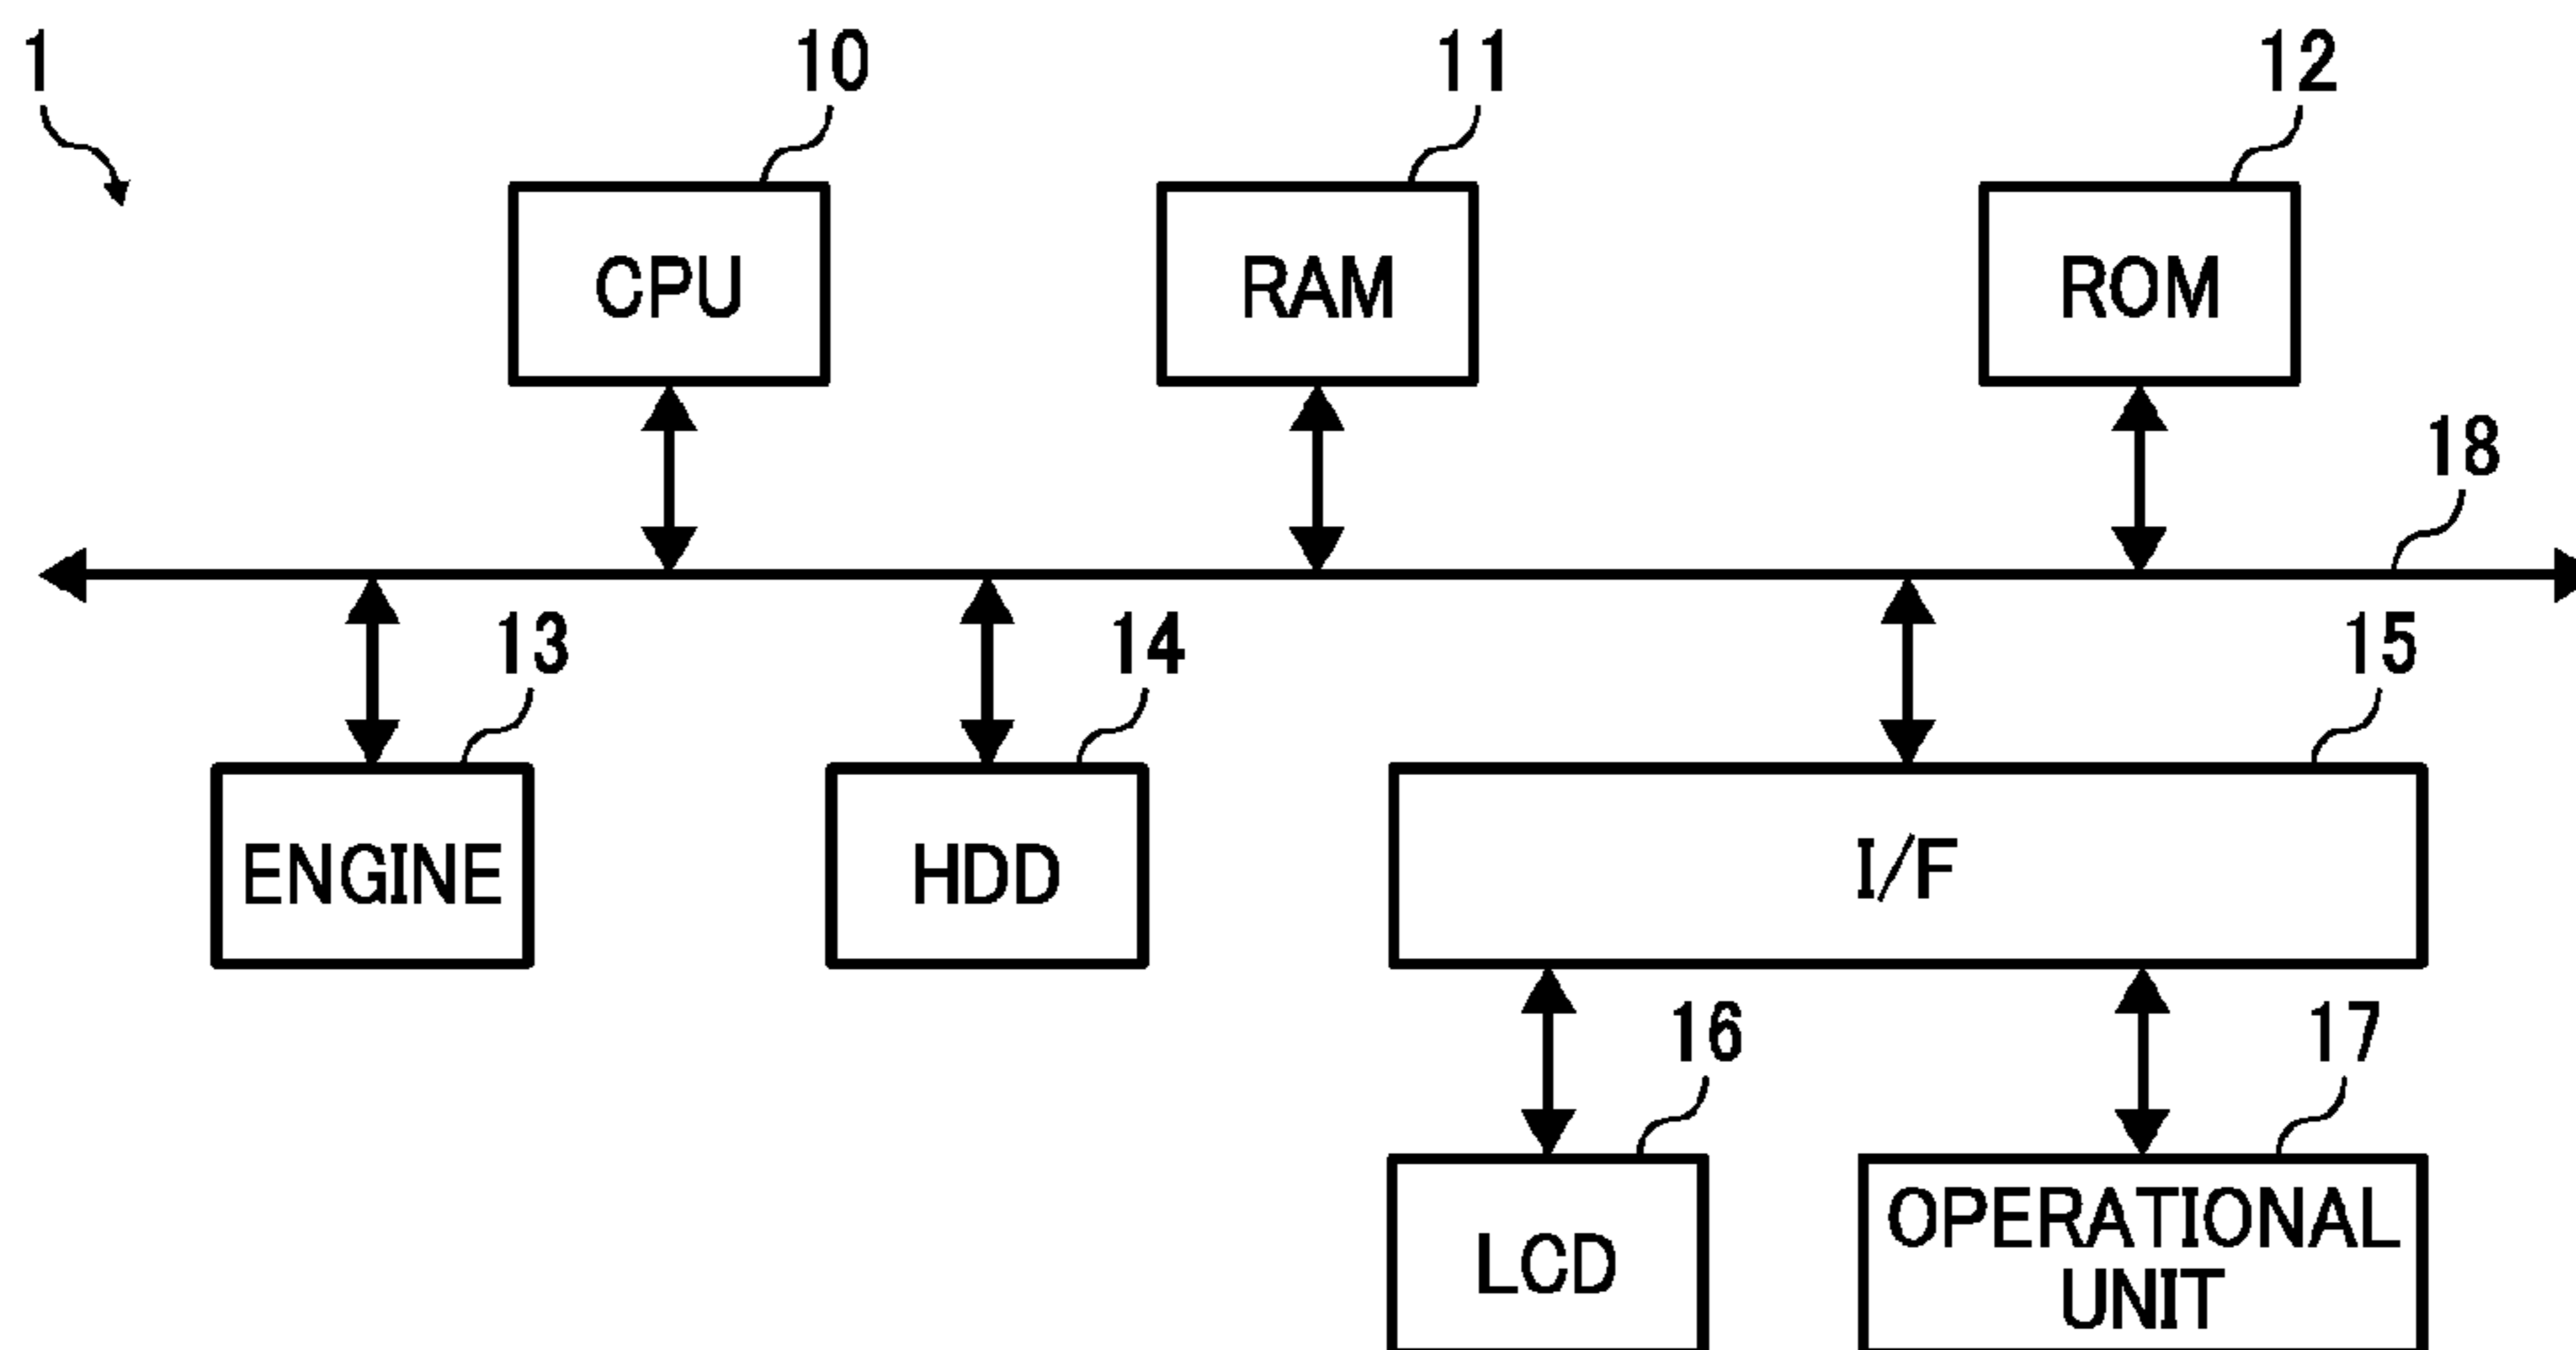 1
10
11
12
CPU
RAM
ROM
18
13
14
15
ENGINE
HDD
I/F
16
17
LCD
OPERATIONAL
UNIT